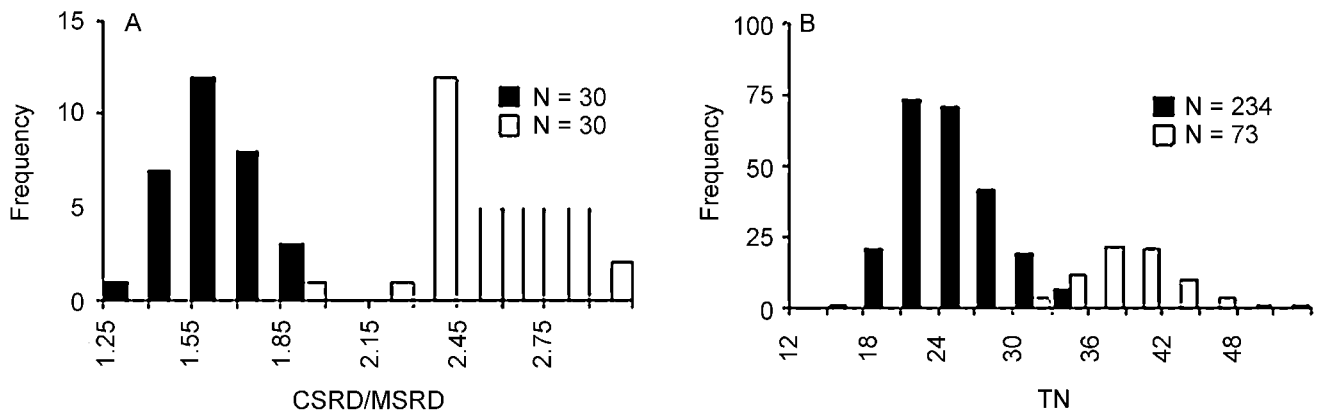 A
15
10
5
0
Frequency
N = 30
N = 30
1.25
1.55
1.85
2.15
2.45
2.75
CSRD/MSRD
B
100
75
50
25
0
Frequency
N = 234
N = 73
12
18
24
30
36
42
48
TN